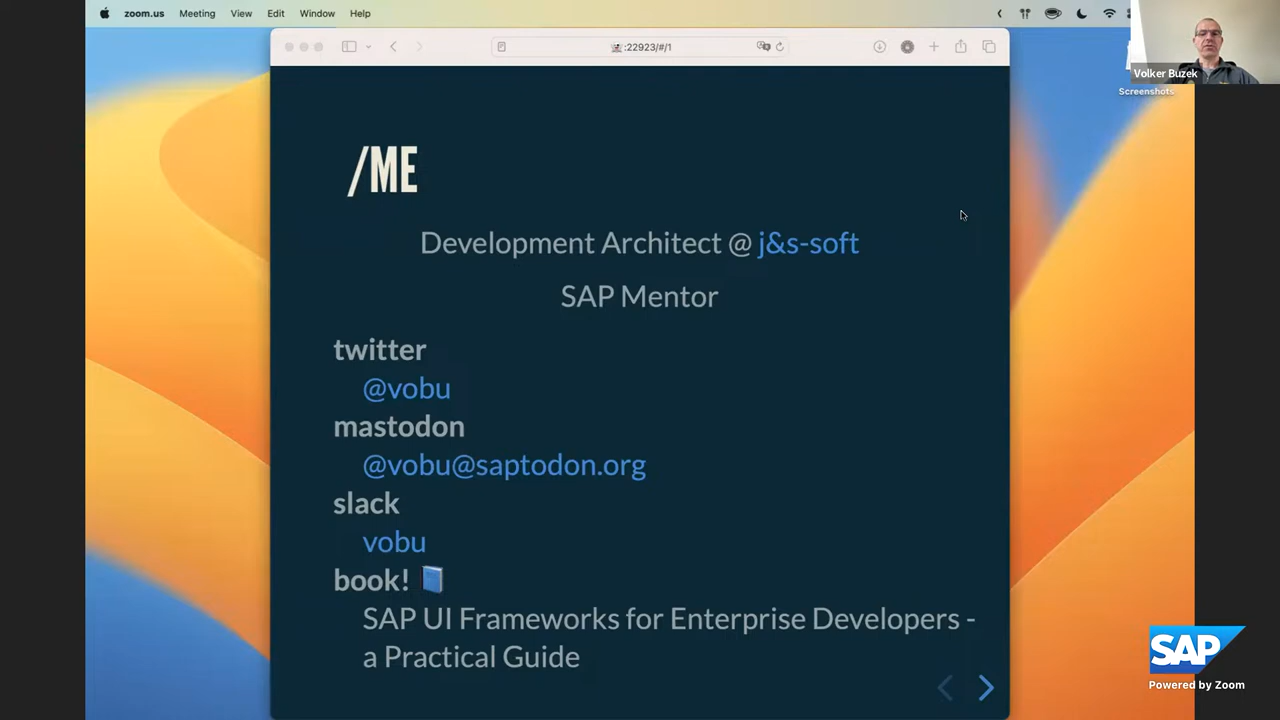 zoom.us Meeting View Edit Window Help
:22923/#/1
Volker Buzek
Screenshots
/ME
Development Architect @ j&s-soft
SAP Mentor
twitter
@vobu
mastodon
@vobu@saptodon.org
slack
vobu
book!
SAP UI Frameworks for Enterprise Developers -
a Practical Guide
SAP
Powered by Zoom